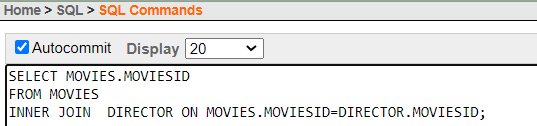 Home > SQL > SQL Commands
Autocommit Display 20
SELECT MOVIES.MOVIESID
FROM MOVIES
INNER JOIN  DIRECTOR ON MOVIES.MOVIESID=DIRECTOR.MOVIESID;